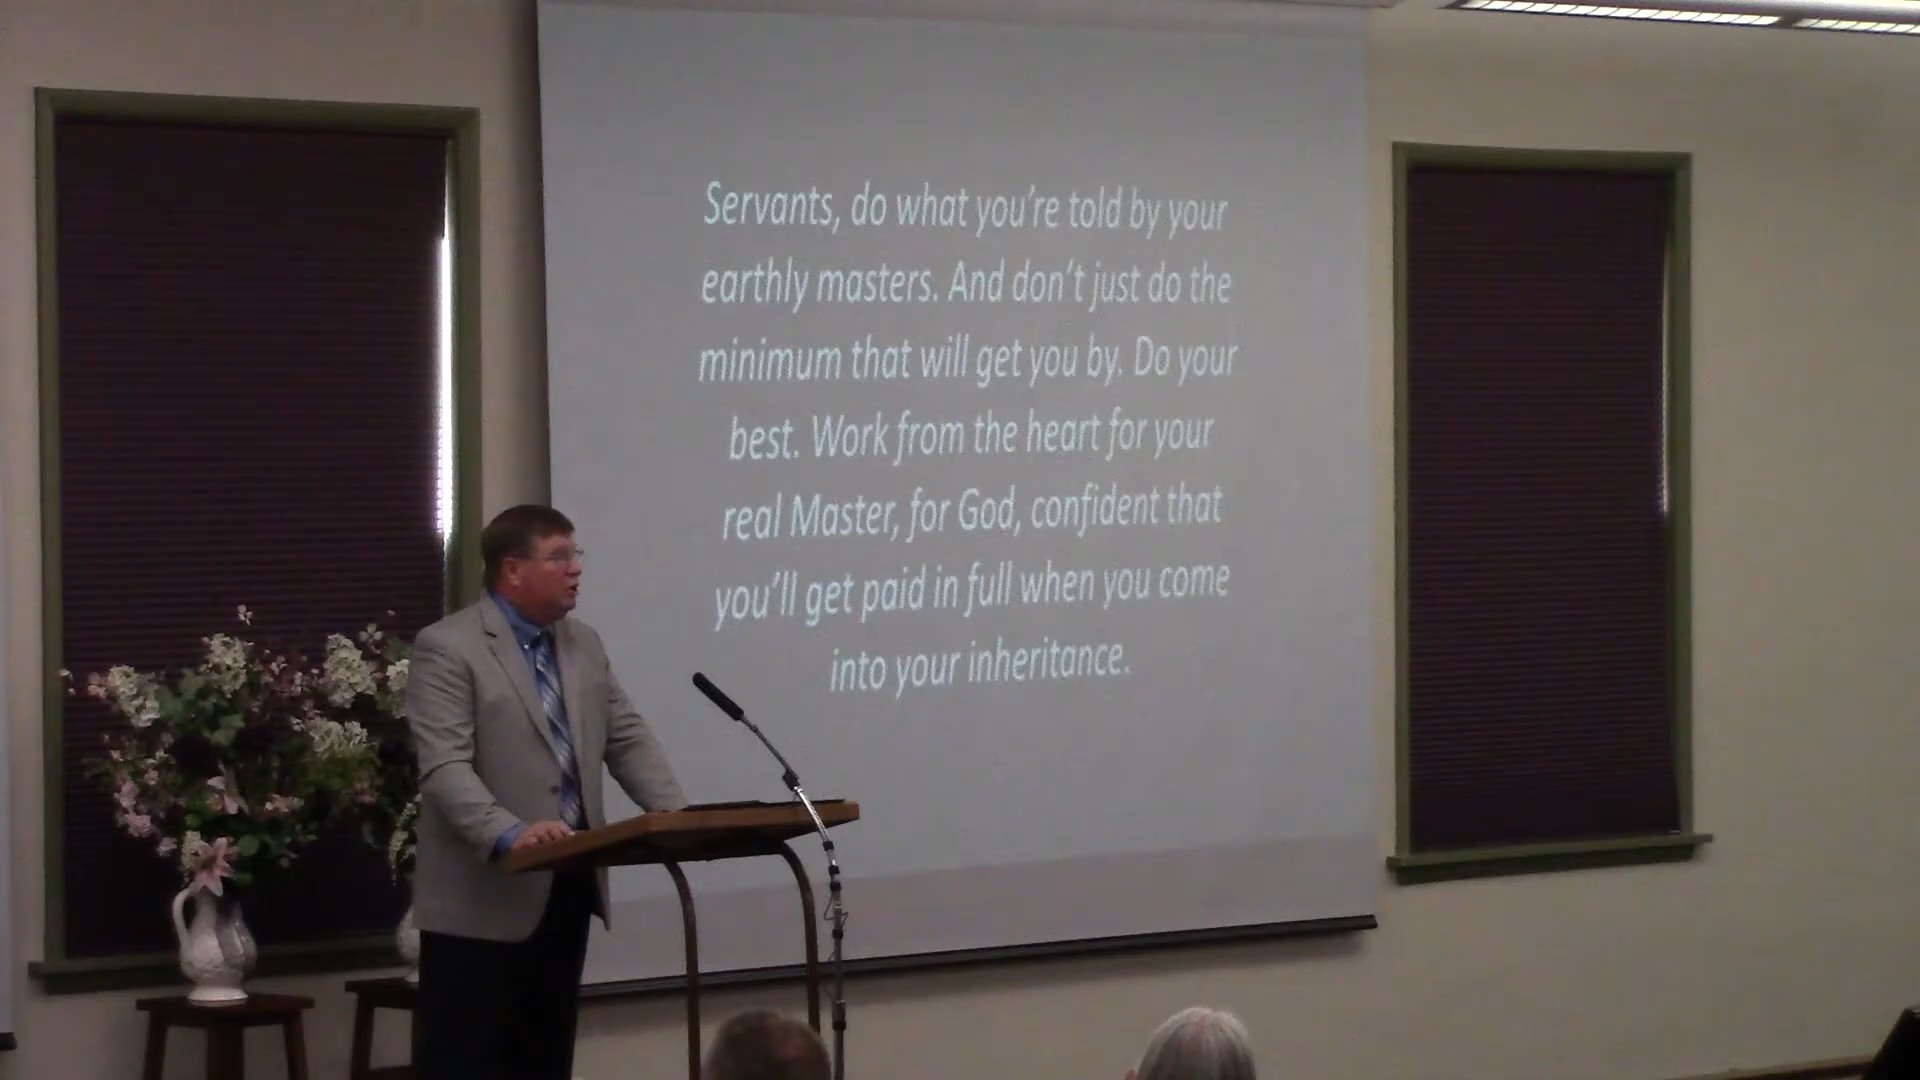 Servants, do what you're told by your
earthly masters. And don't just do the
minimum that will get you by. Do your
best. Work from the heart for your
real Master, for God, confident that
you'll get paid in full when you come
into your inheritance.